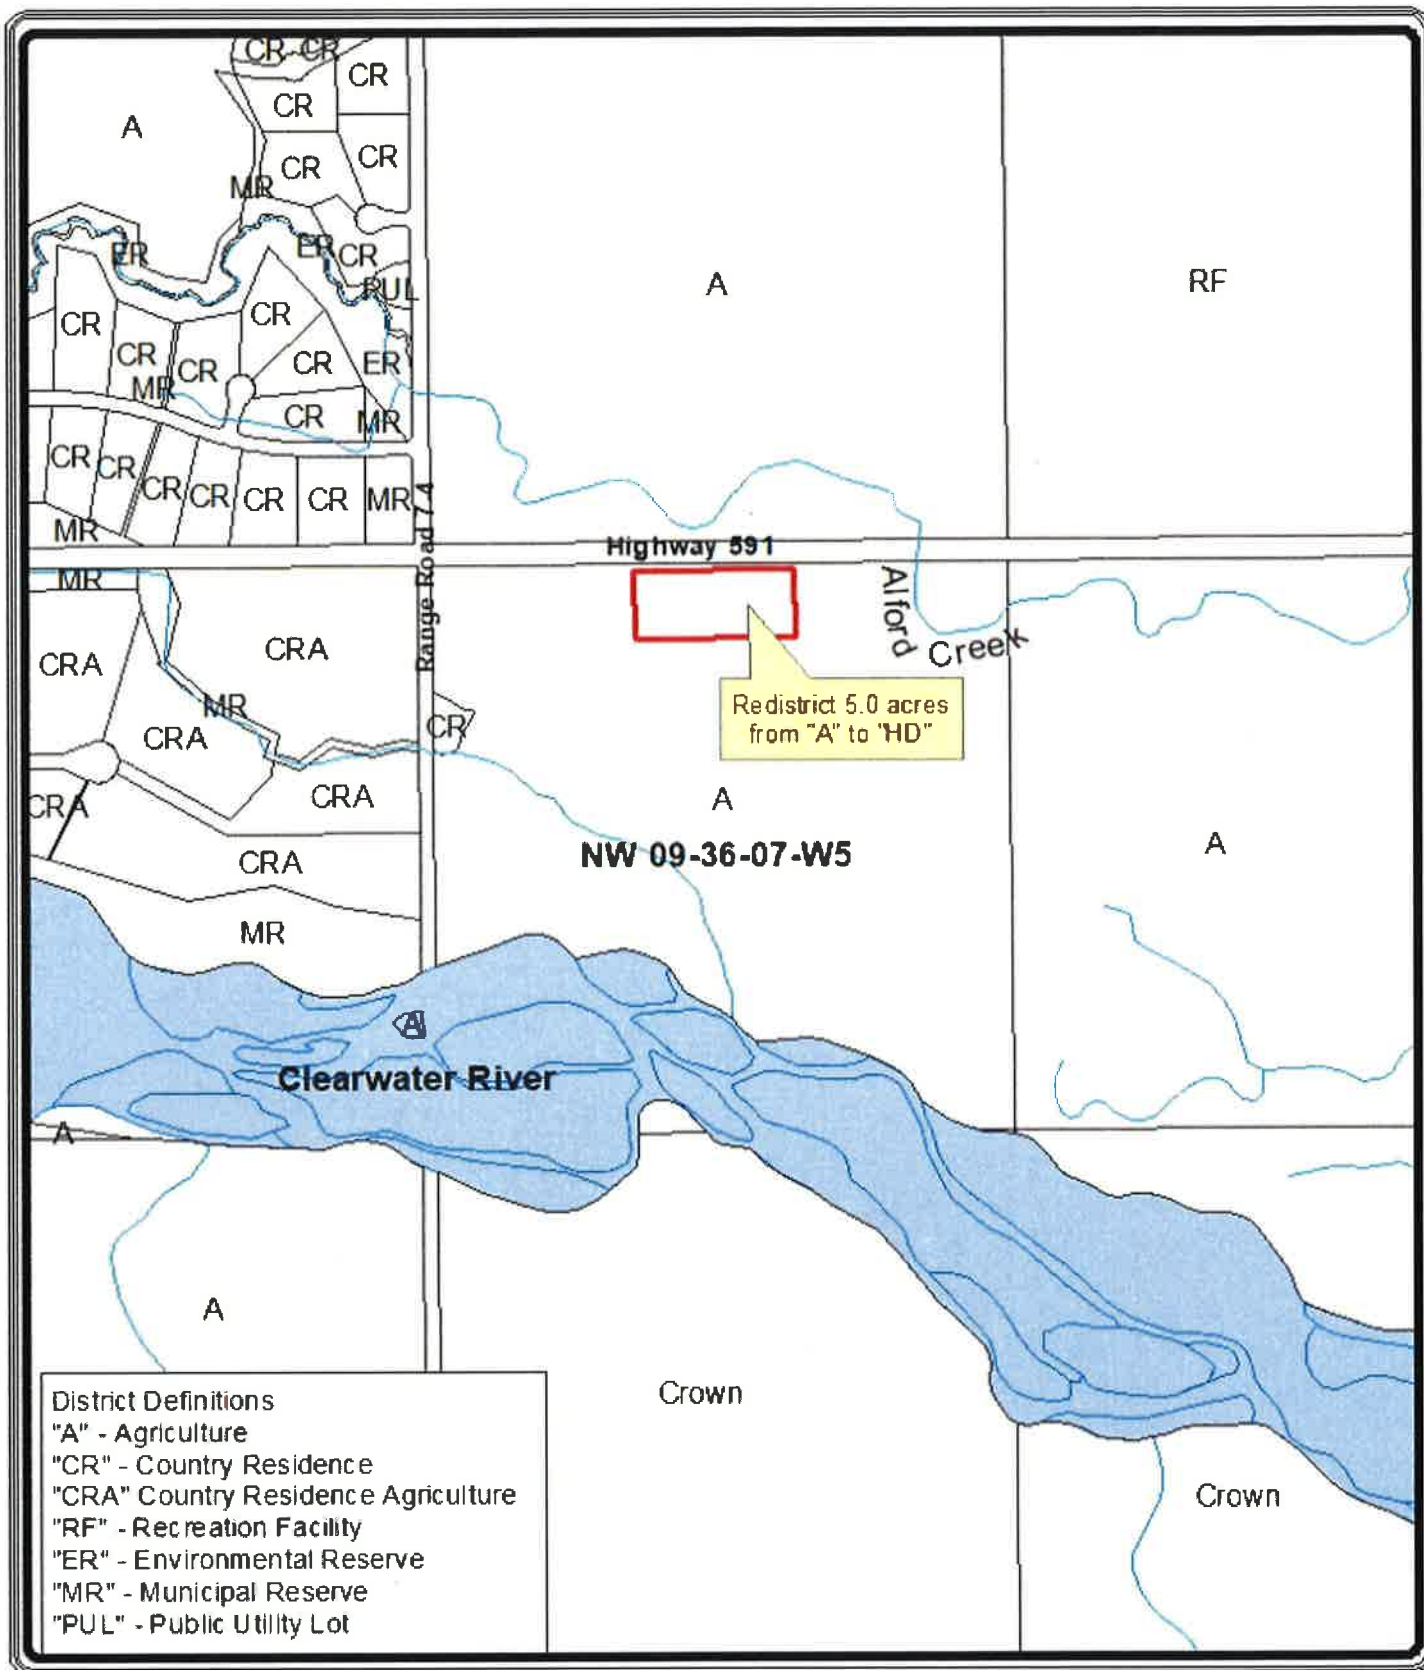 CR CR
CR
CR
A
CR
CR
MR
ER
ER
CR
PUL
A
RF
CR
CR
CR
CR
CR
ER
MR
CR
MR
CR
CR
CR
CR
CR
CR
MR
MR
Range Road 7.4
Highway 591
MR
CRA
CRA
MR
CRA
CR
Alford
Creek
Redistrict 5.0 acres
from "A" to "HD"
CRA
CRA
A
A
NW 09-36-07-W5
CRA
MR
A
Clearwater River
A
A
Crown
Crown
District Definitions
"A" - Agriculture
"CR" - Country Residence
"CRA" Country Residence Agriculture
"RF" - Recreation Facility
"ER" - Environmental Reserve
"MR" - Municipal Reserve
"PUL" - Public Utility Lot